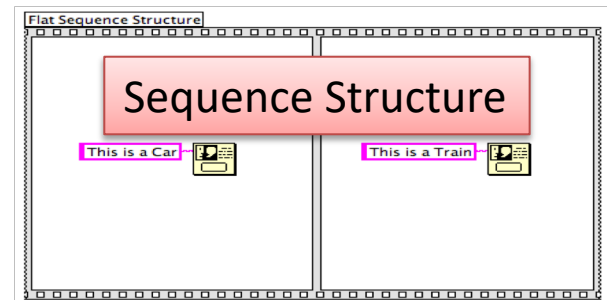 Flat Sequence Structure
Sequence Structure
This is a Car
This is a Train